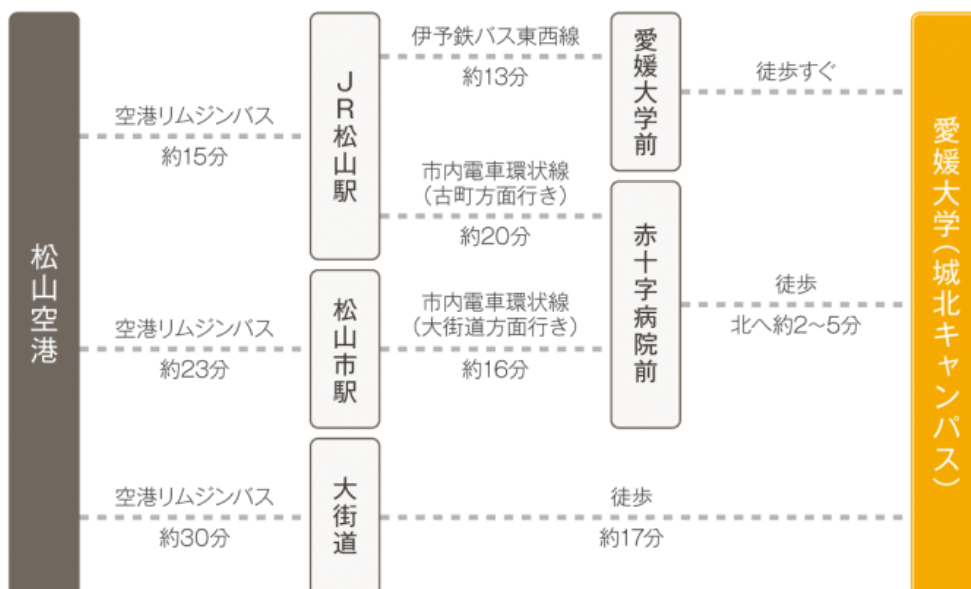 松山空港
空港リムジンバス
約15分
JR松山駅
伊予鉄バス東西線
約13分
愛媛大学前
徒歩すぐ
市内電車環状線
(古町方面行き)
約20分
赤十字病院前
空港リムジンバス
約23分
松山市駅
市内電車環状線
(大街道方面行き)
約16分
徒歩
北へ約2~5分
空港リムジンバス
約30分
大街道
徒歩
約17分
愛媛大学(城北キャンパス)